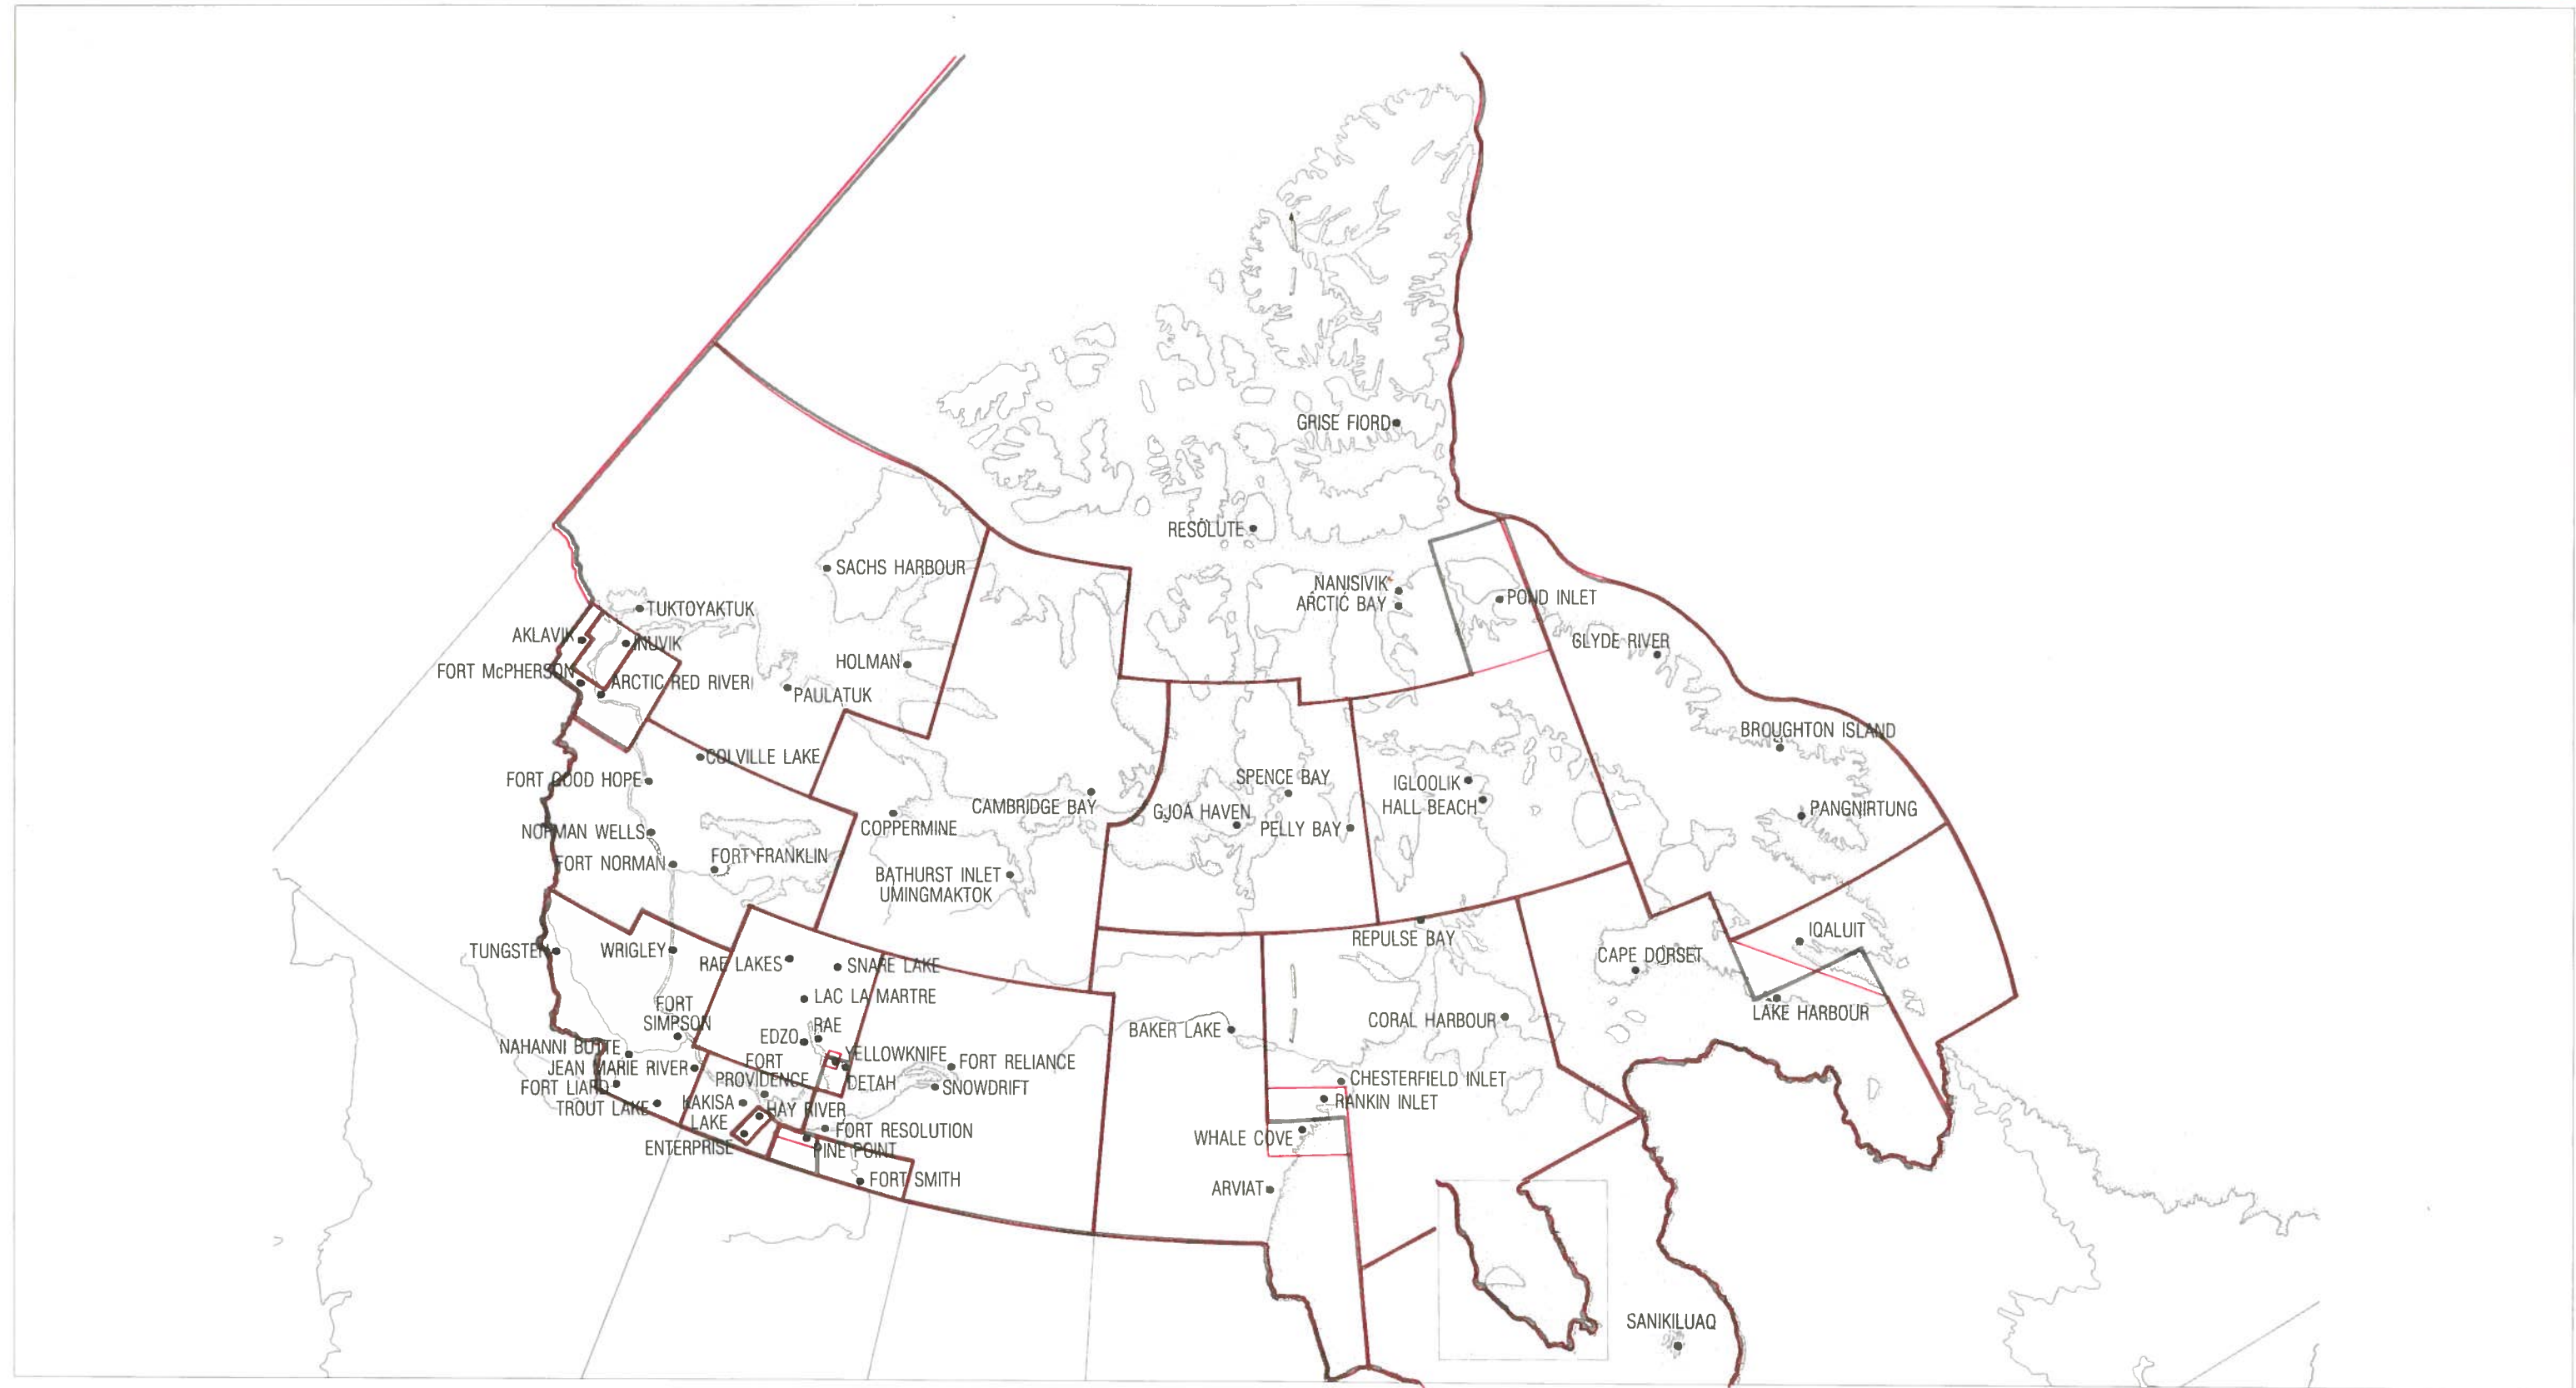 GRISE FIORD
RESOLUTE
SACHS HARBOUR
NANISIVIK
ARCTIC BAY
POND INLET
TUKTOYAKTUK
AKLAVIK
INUVIK
GLYDE RIVER
HOLMAN
FORT McPHERSON
ARCTIC RED RIVER
PAULATUK
BROUGHTON ISLAND
COLVILLE LAKE
FORT GOOD HOPE
SPENCE BAY
IGLOOLIK
HALL BEACH
CAMBRIDGE BAY
GJOA HAVEN
PELLY BAY
PANGNIRTUNG
COPPERMINE
NORMAN WELLS
FORT NORMAN
FORT FRANKLIN
BATHURST INLET
UMINGMAKTOK
IQALUIT
REPULSE BAY
TUNGSTEN
WRIGLEY
RAE LAKES
SNARE LAKE
CAPE DORSET
LAC LA MARTRE
FORT
SIMPSON
LAKE HARBOUR
EDZO
RAE
BAKER LAKE
CORAL HARBOUR
NAHANNI BUTTE
YELLOWKNIFE
FORT RELIANCE
JEAN MARIE RIVER
FORT
PROVIDENCE
DETAH
SNOWDRIFT
CHESTERFIELD INLET
FORT LIARD
TROUT LAKE
KAKISA
LAKE
HAY RIVER
RANKIN INLET
FORT RESOLUTION
WHALE COVE
ENTERPRISE
PINE POINT
FORT SMITH
ARVIAT
SANIKILUAQ